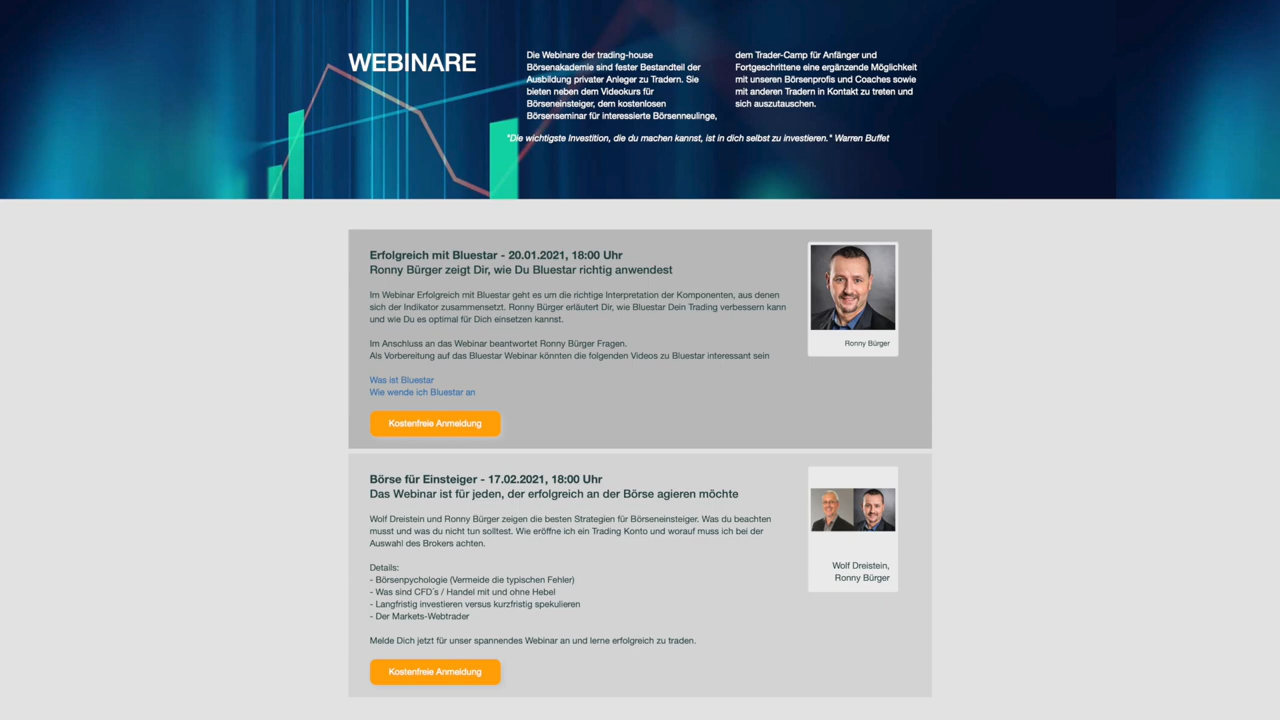 WEBINARE
Die Webinare der trading-house
Börsenakademie sind fester Bestandteil der
Ausbildung privater Anleger zu Tradern. Sie
bieten neben dem Videokurs für
Börseneinsteiger, dem kostenlosen
Börsenseminar für interessierte Börsenneulinge,
dem Trader-Camp für Anfänger und
Fortgeschrittene eine ergänzende Möglichkeit
mit unseren Börsenprofis und Coaches sowie
mit anderen Tradern in Kontakt zu treten und
sich auszutauschen.
"Die wichtigste Investition, die du machen kannst, ist in dich selbst zu investieren." Warren Buffet
Erfolgreich mit Bluestar - 20.01.2021, 18:00 Uhr
Ronny Bürger zeigt Dir, wie Du Bluestar richtig anwendest
Im Webinar Erfolgreich mit Bluestar geht es um die richtige Interpretation der Komponenten, aus denen
sich der Indikator zusammensetzt. Ronny Bürger erläutert Dir, wie Bluestar Dein Trading verbessern kann
und wie Du es optimal für Dich einsetzen kannst.
Im Anschluss an das Webinar beantwortet Ronny Bürger Fragen.
Als Vorbereitung auf das Bluestar Webinar könnten die folgenden Videos zu Bluestar interessant sein
Was ist Bluestar
Wie wende ich Bluestar an
Kostenfreie Anmeldung
Ronny Bürger
Börse für Einsteiger - 17.02.2021, 18:00 Uhr
Das Webinar ist für jeden, der erfolgreich an der Börse agieren möchte
Wolf Dreistein und Ronny Bürger zeigen die besten Strategien für Börseneinsteiger. Was du beachten
musst und was du nicht tun solltest. Wie eröffne ich ein Trading Konto und worauf muss ich bei der
Auswahl des Brokers achten.
Details:
- Börsenpychologie (Vermeide die typischen Fehler)
- Was sind CFD´s / Handel mit und ohne Hebel
- Langfristig investieren versus kurzfristig spekulieren
- Der Markets-Webtrader
Melde Dich jetzt für unser spannendes Webinar an und lerne erfolgreich zu traden.
Kostenfreie Anmeldung
Wolf Dreistein,
Ronny Bürger